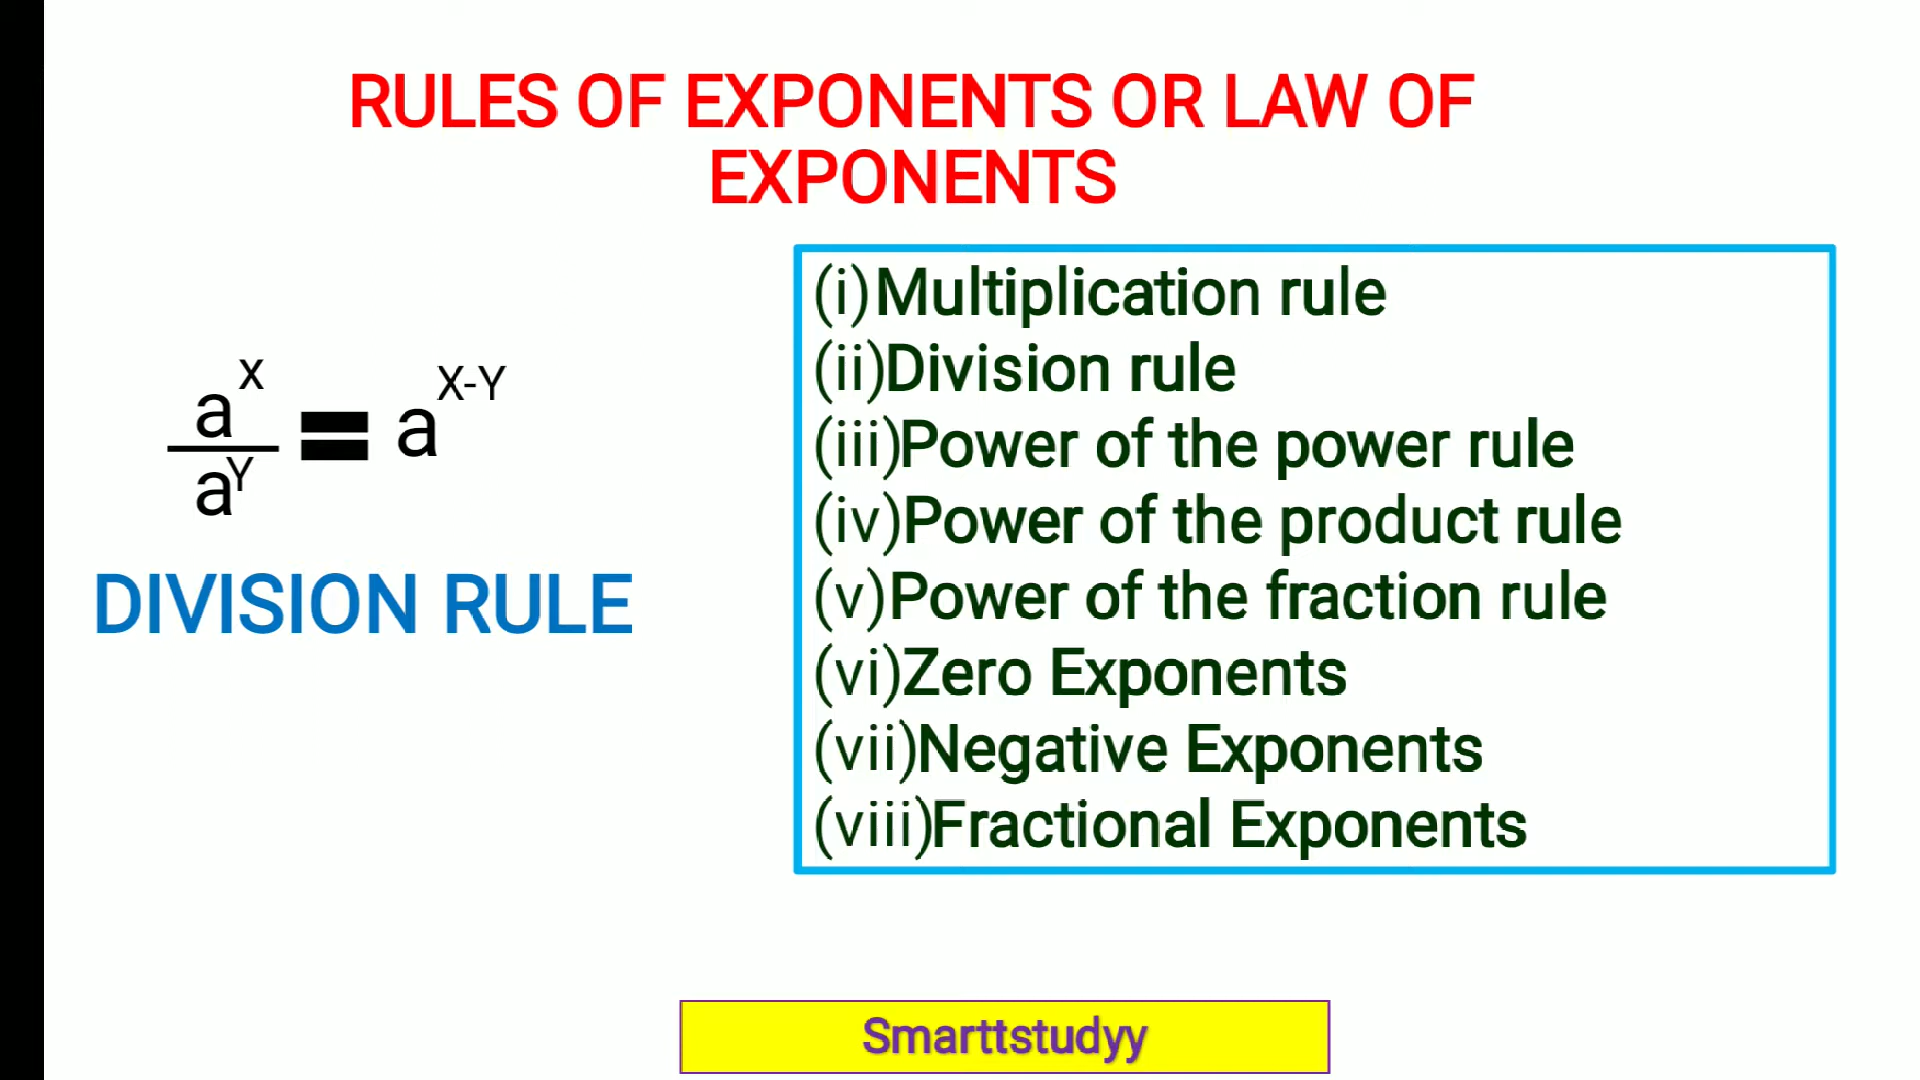 RULES OF EXPONENTS OR LAW OF
EXPONENTS
a^x / a^Y = a^X-Y
DIVISION RULE
(i)Multiplication rule
(ii)Division rule
(iii)Power of the power rule
(iv)Power of the product rule
(v)Power of the fraction rule
(vi)Zero Exponents
(vii)Negative Exponents
(viii)Fractional Exponents
Smarttstudyy